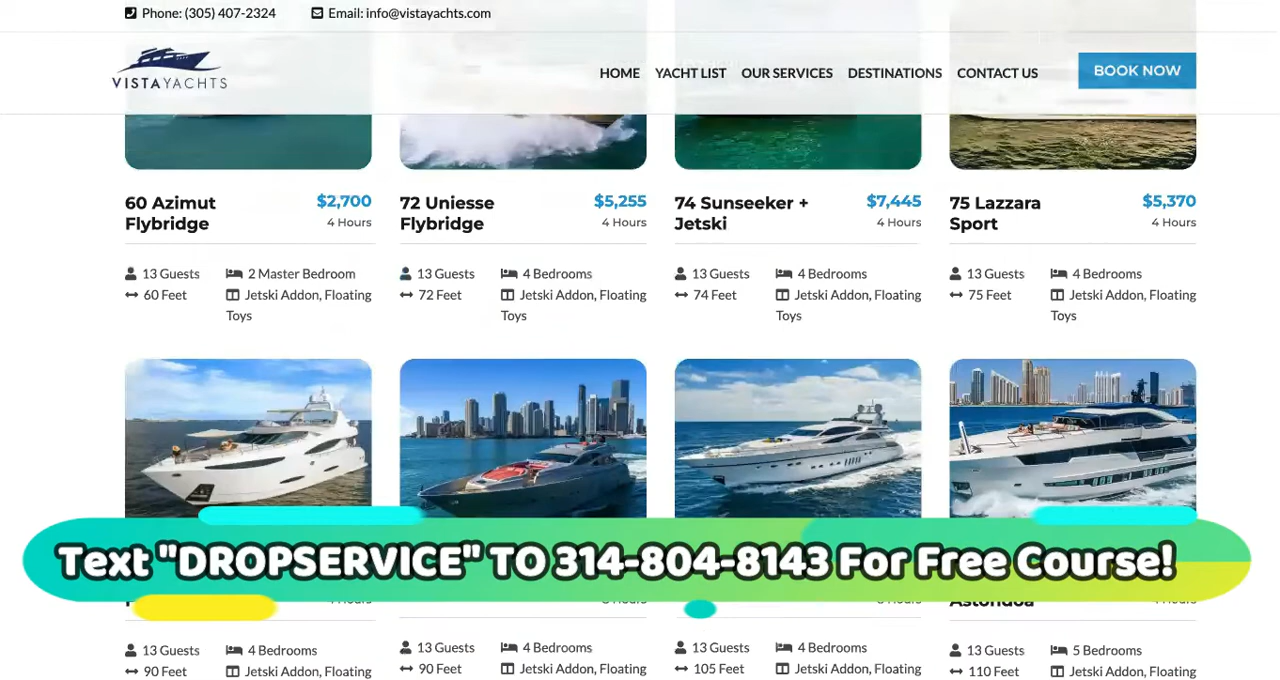 Phone: (305) 407-2324 Email: info@vistayachts.com
VISTAYACHTS
HOME YACHT LIST OUR SERVICES DESTINATIONS CONTACT US BOOK NOW
60 Azimut Flybridge $2,700 4 Hours
13 Guests 2 Master Bedroom
60 Feet Jetski Addon, Floating Toys
72 Uniesse Flybridge $5,255 4 Hours
13 Guests 4 Bedrooms
72 Feet Jetski Addon, Floating Toys
74 Sunseeker + Jetski $7,445 4 Hours
13 Guests 4 Bedrooms
74 Feet Jetski Addon, Floating Toys
75 Lazzara Sport $5,370 4 Hours
13 Guests 4 Bedrooms
75 Feet Jetski Addon, Floating Toys
Text "DROPSERVICE" TO 314-804-8143 For Free Course!
Astondoa
13 Guests 4 Bedrooms
90 Feet Jetski Addon, Floating
13 Guests 4 Bedrooms
90 Feet Jetski Addon, Floating
13 Guests 4 Bedrooms
105 Feet Jetski Addon, Floating
13 Guests 5 Bedrooms
110 Feet Jetski Addon, Floating